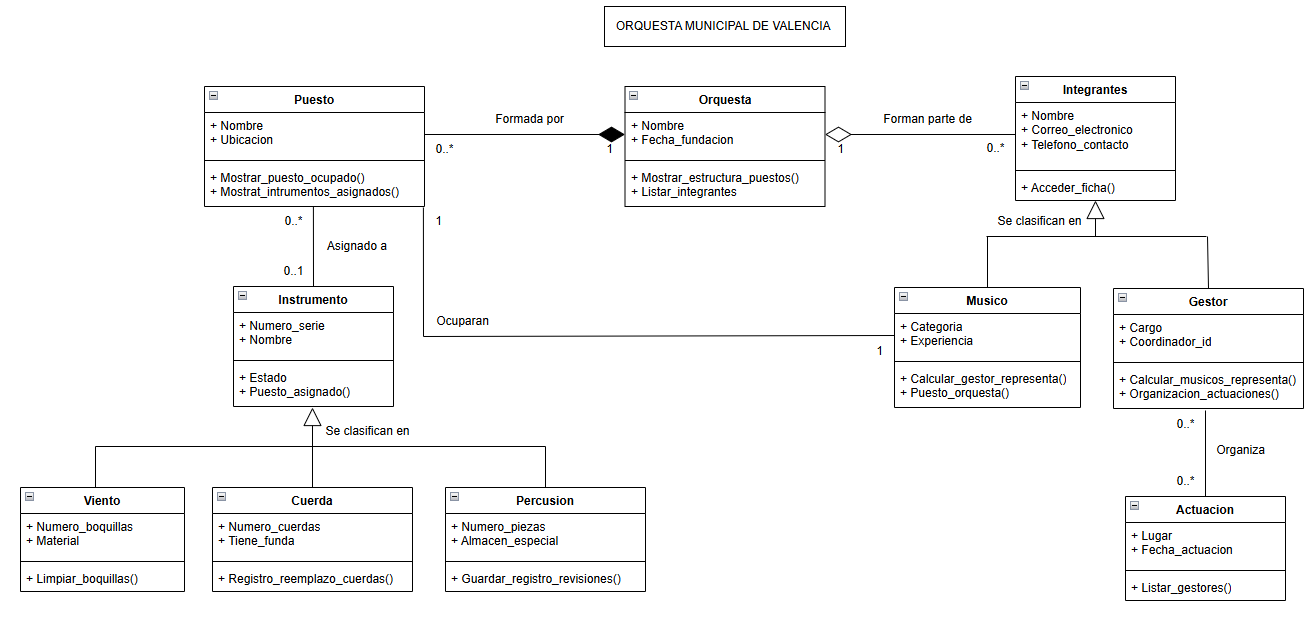 ORQUESTA MUNICIPAL DE VALENCIA
Puesto
+ Nombre
+ Ubicacion
+ Mostrar_puesto_ocupado()
+ Mostrat_intrumentos_asignados()
Formada por
0..*
1
Orquesta
+ Nombre
+ Fecha_fundacion
+ Mostrar_estructura_puestos()
+ Listar_integrantes
Forman parte de
1
0..*
Integrantes
+ Nombre
+ Correo_electronico
+ Telefono_contacto
+ Acceder_ficha()
0..*
Asignado a
0..1
1
Ocuparan
1
Se clasifican en
Instrumento
+ Numero_serie
+ Nombre
+ Estado
+ Puesto_asignado()
Musico
+ Categoria
+ Experiencia
+ Calcular_gestor_representa()
+ Puesto_orquesta()
Gestor
+ Cargo
+ Coordinador_id
+ Calcular_musicos_representa()
+ Organizacion_actuaciones()
Se clasifican en
0..*
Organiza
0..*
Viento
+ Numero_boquillas
+ Material
+ Limpiar_boquillas()
Cuerda
+ Numero_cuerdas
+ Tiene_funda
+ Registro_reemplazo_cuerdas()
Percusion
+ Numero_piezas
+ Almacen_especial
+ Guardar_registro_revisiones()
Actuacion
+ Lugar
+ Fecha_actuacion
+ Listar_gestores()